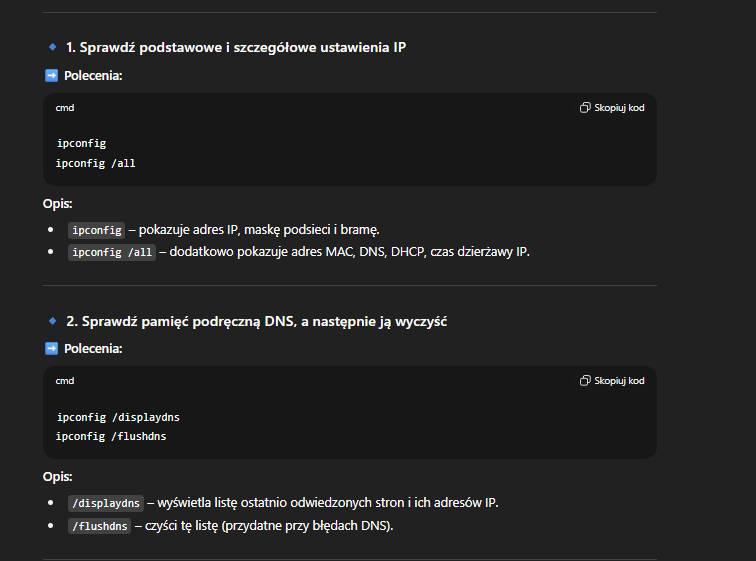 1. Sprawdź podstawowe i szczegółowe ustawienia IP
Polecenia:
cmd
Skopiuj kod
ipconfig
ipconfig /all
Opis:
ipconfig – pokazuje adres IP, maskę podsieci i bramę.
ipconfig /all – dodatkowo pokazuje adres MAC, DNS, DHCP, czas dzierżawy IP.
2. Sprawdź pamięć podręczną DNS, a następnie ją wyczyść
Polecenia:
cmd
Skopiuj kod
ipconfig /displaydns
ipconfig /flushdns
Opis:
/displaydns – wyświetla listę ostatnio odwiedzonych stron i ich adresów IP.
/flushdns – czyści tę listę (przydatne przy błędach DNS).